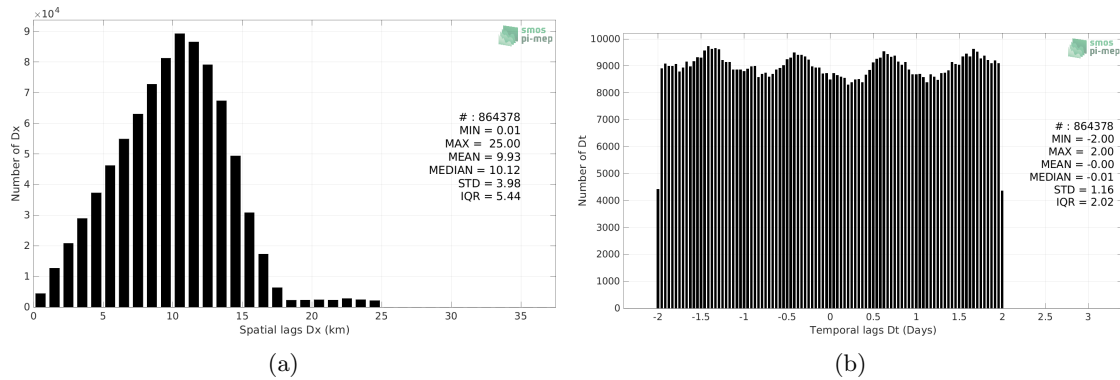 ×10⁴
9
8
7
6
5
4
3
2
1
0
Number of Dx
0 5 10 15 20 25 30 35
Spatial lags Dx (km)
smos
pi-mep
# : 864378
MIN = 0.01
MAX = 25.00
MEAN = 9.93
MEDIAN = 10.12
STD = 3.98
IQR = 5.44
(a)
10000
9000
8000
7000
6000
5000
4000
3000
2000
1000
0
Number of Dt
-2 -1.5 -1 -0.5 0 0.5 1 1.5 2 2.5 3
Temporal lags Dt (Days)
smos
pi-mep
# : 864378
MIN = -2.00
MAX = 2.00
MEAN = -0.00
MEDIAN = -0.01
STD = 1.16
IQR = 2.02
(b)